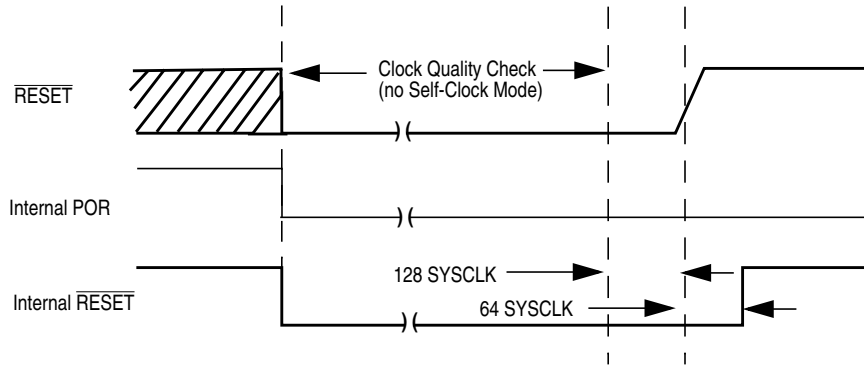 Clock Quality Check
(no Self-Clock Mode)
RESET
Internal POR
128 SYSCLK
Internal RESET
64 SYSCLK